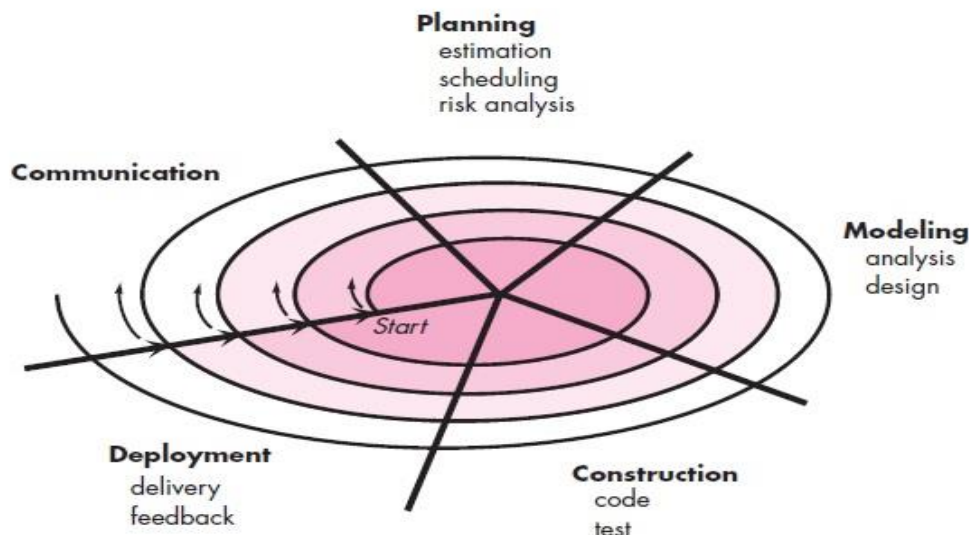 Planning
estimation
scheduling
risk analysis
Communication
Modeling
analysis
design
Start
Deployment
delivery
feedback
Construction
code
test